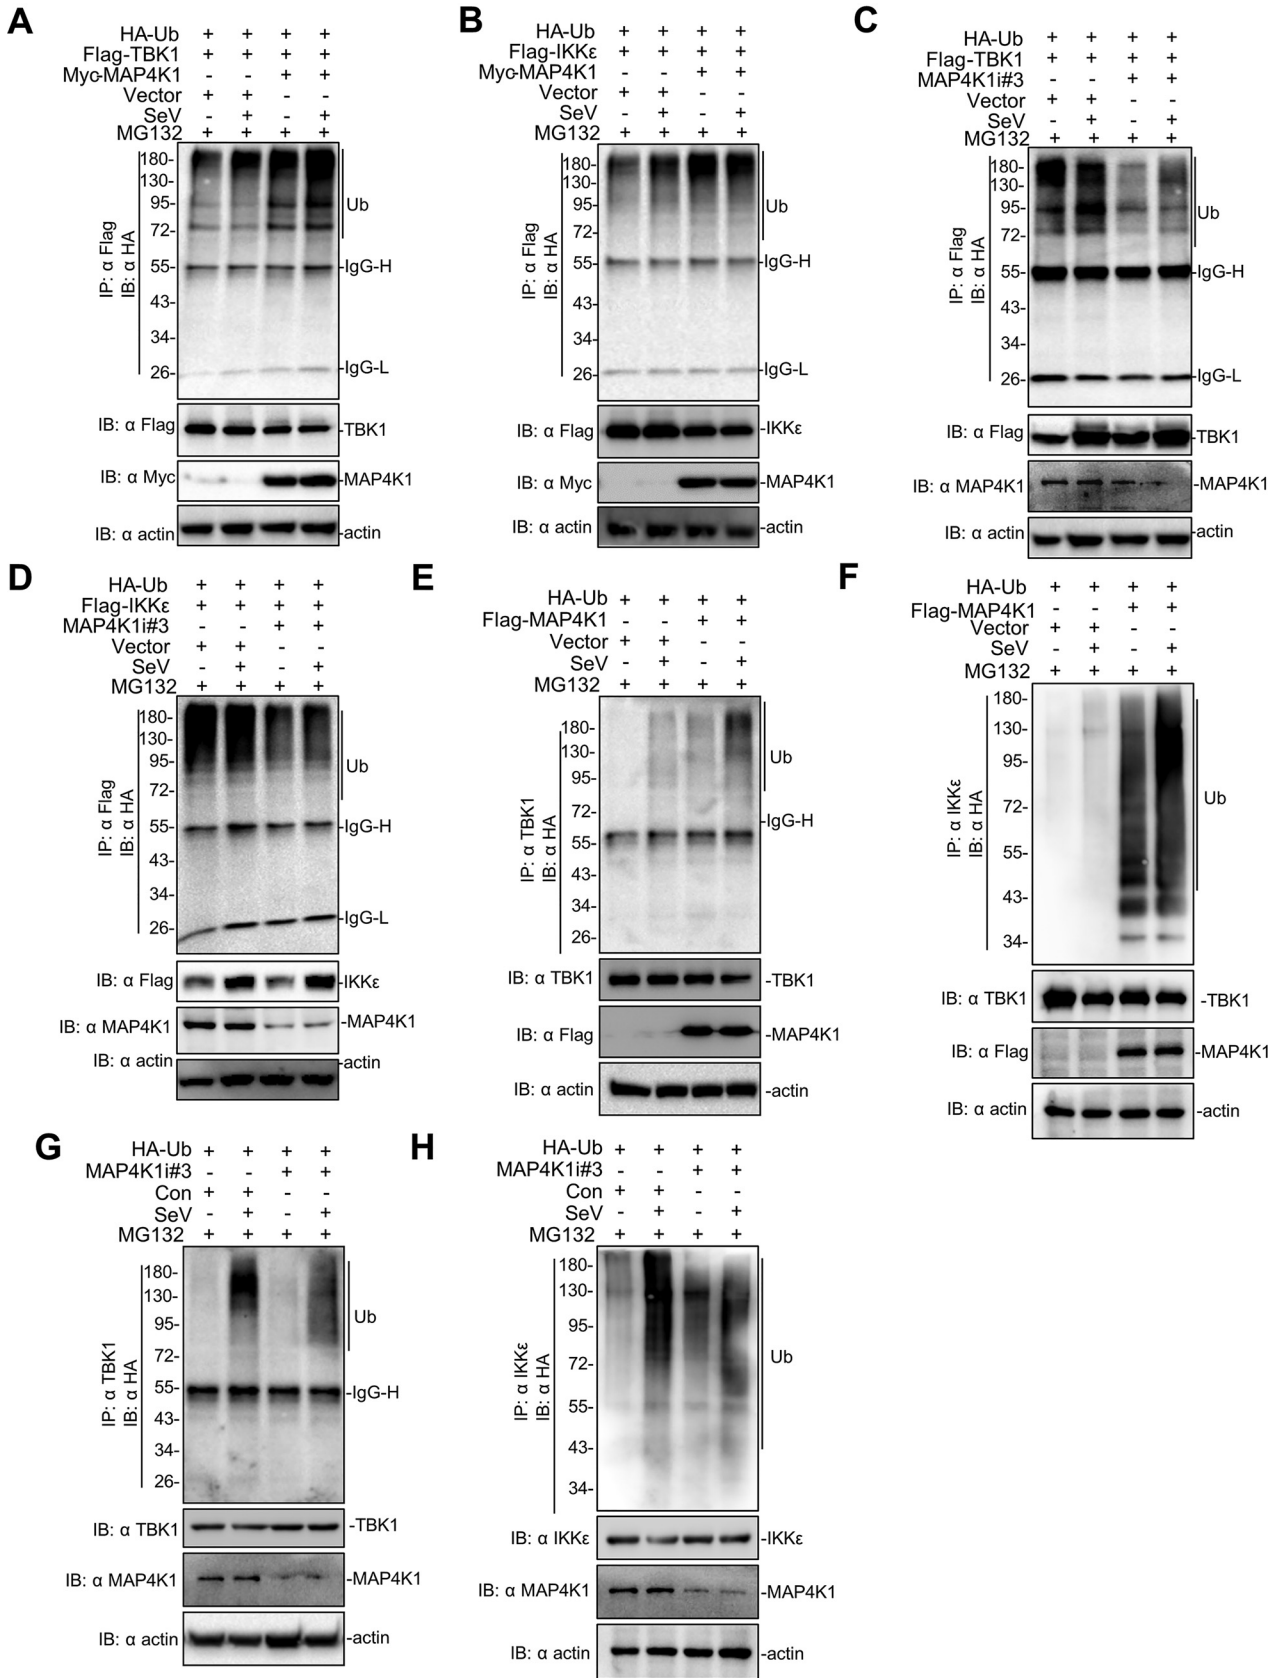 A
HA-Ub + + + +
Flag-TBK1 + + + +
Myc-MAP4K1 - - + +
Vector + + - -
SeV - + - +
MG132 + + + +
IP: α Flag
IB: α HA
180-
130-
95-
72-
55-
43-
34-
26-
Ub
-IgG-H
-IgG-L
IB: α Flag -TBK1
IB: α Myc -MAP4K1
IB: α actin -actin
B
HA-Ub + + + +
Flag-IKKε + + + +
Myc-MAP4K1 - - + +
Vector + + - -
SeV - + - +
MG132 + + + +
IP: α Flag
IB: α HA
180-
130-
95-
72-
55-
43-
34-
26-
Ub
-IgG-H
-IgG-L
IB: α Flag -IKKε
IB: α Myc -MAP4K1
IB: α actin -actin
C
HA-Ub + + + +
Flag-TBK1 + + + +
MAP4K1i#3 - - + +
Vector + + - -
SeV - + - +
MG132 + + + +
IP: α Flag
IB: α HA
180-
130-
95-
72-
55-
43-
34-
26-
Ub
-IgG-H
-IgG-L
IB: α Flag -TBK1
IB: α MAP4K1 -MAP4K1
IB: α actin -actin
D
HA-Ub + + + +
Flag-IKKε + + + +
MAP4K1i#3 - - + +
Vector + + - -
SeV - + - +
MG132 + + + +
IP: α Flag
IB: α HA
180-
130-
95-
72-
55-
43-
34-
26-
Ub
-IgG-H
-IgG-L
IB: α Flag -IKKε
IB: α MAP4K1 -MAP4K1
IB: α actin -actin
E
HA-Ub + + + +
Flag-MAP4K1 - - + +
Vector + + - -
SeV - + - +
MG132 + + + +
IP: α TBK1
IB: α HA
180-
130-
95-
72-
55-
43-
34-
26-
Ub
-IgG-H
IB: α TBK1 -TBK1
IB: α Flag -MAP4K1
IB: α actin -actin
F
HA-Ub + + + +
Flag-MAP4K1 - - + +
Vector + + - -
SeV - + - +
MG132 + + + +
IP: α IKKε
IB: α HA
180-
130-
95-
72-
55-
43-
34-
Ub
IB: α TBK1 -TBK1
IB: α Flag -MAP4K1
IB: α actin -actin
G
HA-Ub + + + +
MAP4K1i#3 - - + +
Con + + - -
SeV - + - +
MG132 + + + +
IP: α TBK1
IB: α HA
180-
130-
95-
72-
55-
43-
34-
26-
Ub
-IgG-H
IB: α TBK1 -TBK1
IB: α MAP4K1 -MAP4K1
IB: α actin -actin
H
HA-Ub + + + +
MAP4K1i#3 - - + +
Con + + - -
SeV - + - +
MG132 + + + +
IP: α IKKε
IB: α HA
180-
130-
95-
72-
55-
43-
34-
Ub
IB: α IKKε -IKKε
IB: α MAP4K1 -MAP4K1
IB: α actin -actin